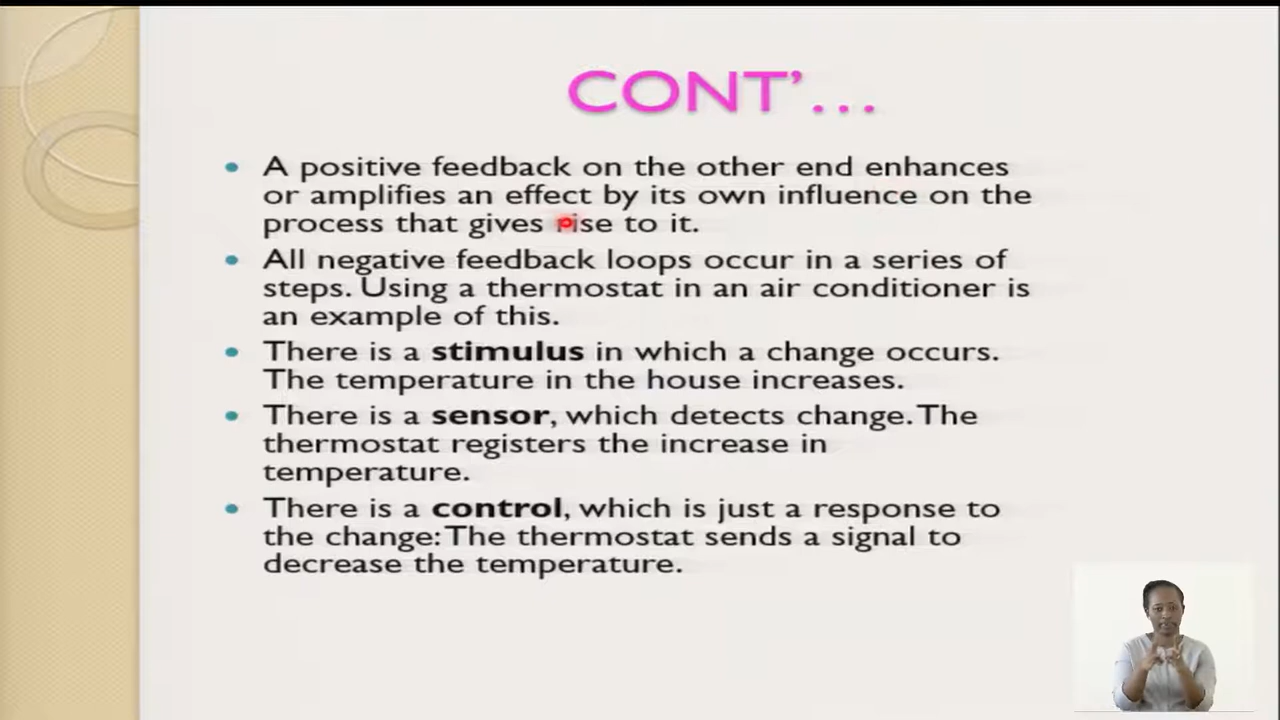 CONT'...
A positive feedback on the other end enhances
or amplifies an effect by its own influence on the
process that gives rise to it.
All negative feedback loops occur in a series of
steps. Using a thermostat in an air conditioner is
an example of this.
There is a stimulus in which a change occurs.
The temperature in the house increases.
There is a sensor, which detects change. The
thermostat registers the increase in
temperature.
There is a control, which is just a response to
the change: The thermostat sends a signal to
decrease the temperature.